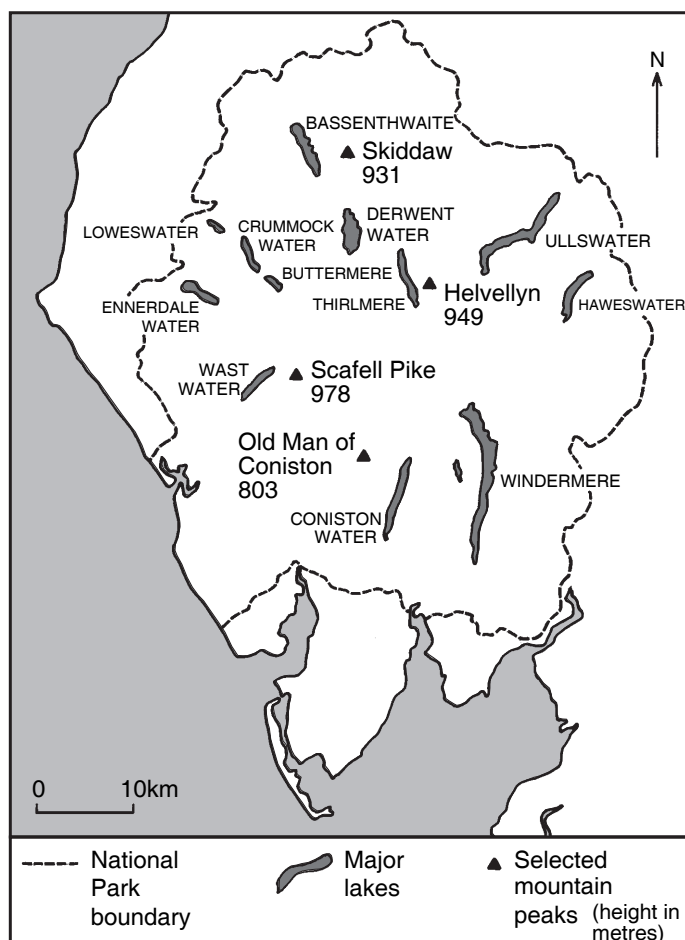 N
BASSENTHWAITE
Skiddaw
931
LOWESWATER
CRUMMOCK
WATER
DERWENT
WATER
ULLSWATER
BUTTERMERE
ENNERDALE
WATER
THIRLMERE
Helvellyn
949
HAWESWATER
WAST
WATER
Scafell Pike
978
Old Man of
Coniston
803
WINDERMERE
CONISTON
WATER
0 10km
National
Park
boundary
Major
lakes
Selected
mountain
peaks (height in
metres)